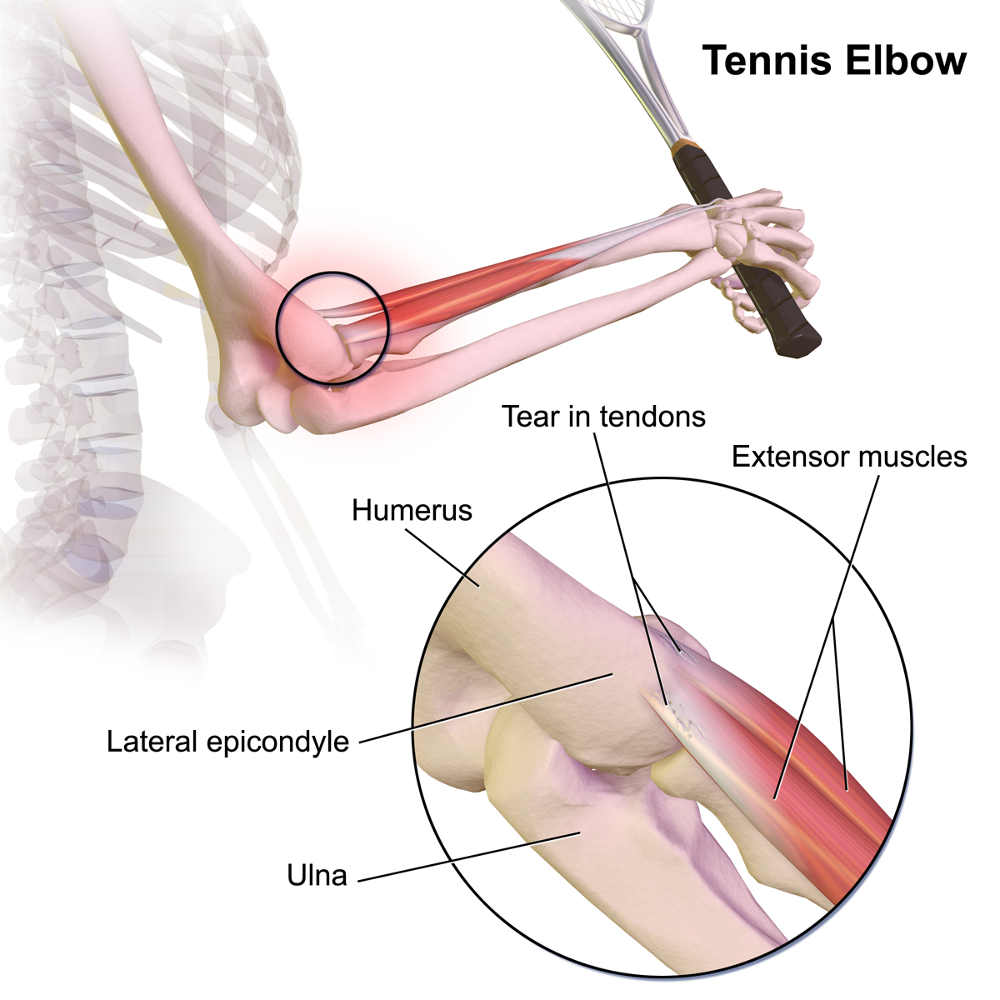 Tennis Elbow
Tear in tendons
Extensor muscles
Humerus
Lateral epicondyle
Ulna